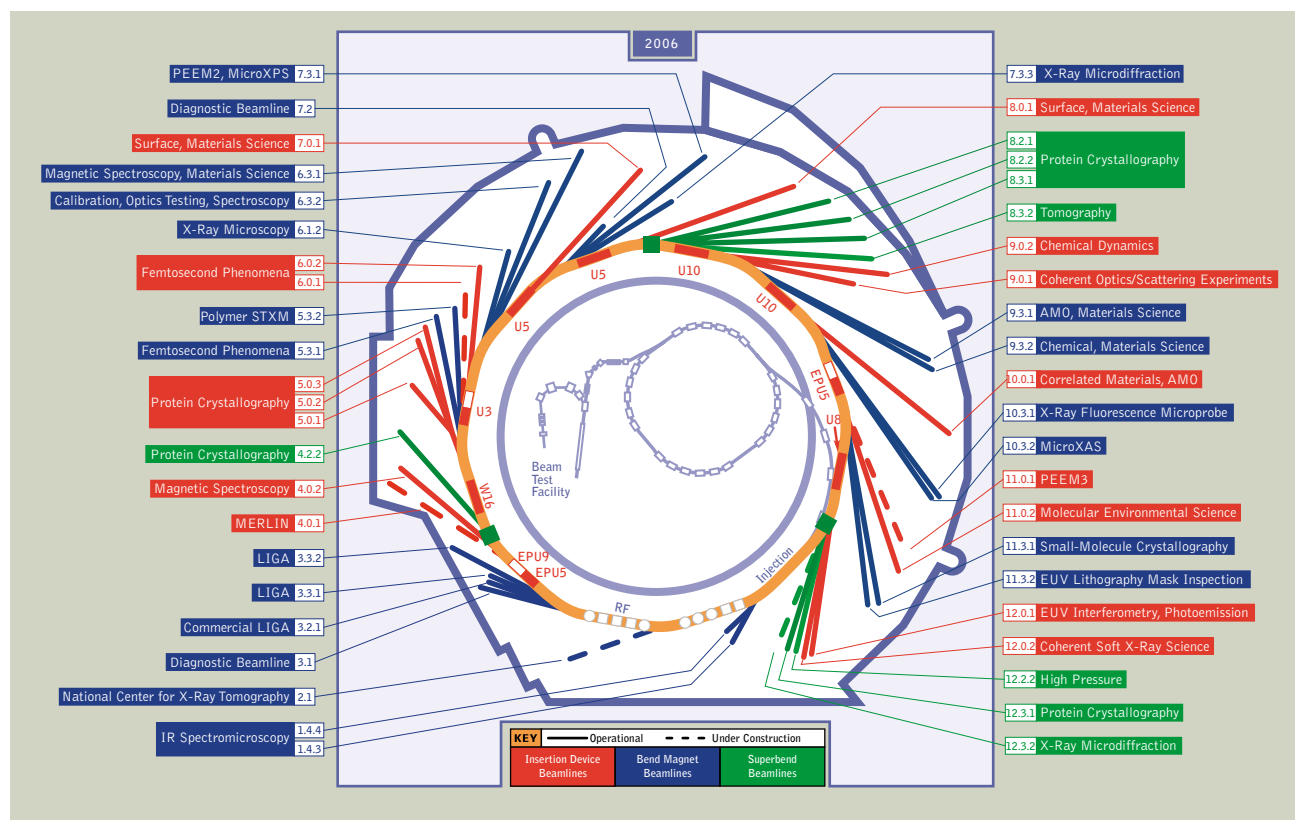 2006
PEEM2, MicroXPS 7.3.1
Diagnostic Beamline 7.2
Surface, Materials Science 7.0.1
Magnetic Spectroscopy, Materials Science 6.3.1
Calibration, Optics Testing, Spectroscopy 6.3.2
X-Ray Microscopy 6.1.2
Femtosecond Phenomena
6.0.2
6.0.1
Polymer STXM 5.3.2
Femtosecond Phenomena 5.3.1
Protein Crystallography
5.0.3
5.0.2
5.0.1
Protein Crystallography 4.2.2
Magnetic Spectroscopy 4.0.2
MERLIN 4.0.1
LIGA 3.3.2
LIGA 3.3.1
Commercial LIGA 3.2.1
Diagnostic Beamline 3.1
National Center for X-Ray Tomography 2.1
IR Spectromicroscopy
1.4.4
1.4.3
U5
U10
U5
U10
U3
EPU5
U8
W16
EPU9
EPU5
RF
Injection
Beam
Test
Facility
7.3.3 X-Ray Microdiffraction
8.0.1 Surface, Materials Science
8.2.1
8.2.2
8.3.1
Protein Crystallography
8.3.2 Tomography
9.0.2 Chemical Dynamics
9.0.1 Coherent Optics/Scattering Experiments
9.3.1 AMO, Materials Science
9.3.2 Chemical, Materials Science
10.0.1 Correlated Materials, AMO
10.3.1 X-Ray Fluorescence Microprobe
10.3.2 MicroXAS
11.0.1 PEEM3
11.0.2 Molecular Environmental Science
11.3.1 Small-Molecule Crystallography
11.3.2 EUV Lithography Mask Inspection
12.0.1 EUV Interferometry, Photoemission
12.0.2 Coherent Soft X-Ray Science
12.2.2 High Pressure
12.3.1 Protein Crystallography
12.3.2 X-Ray Microdiffraction
KEY Operational Under Construction
Insertion Device
Beamlines
Bend Magnet
Beamlines
Superbend
Beamlines